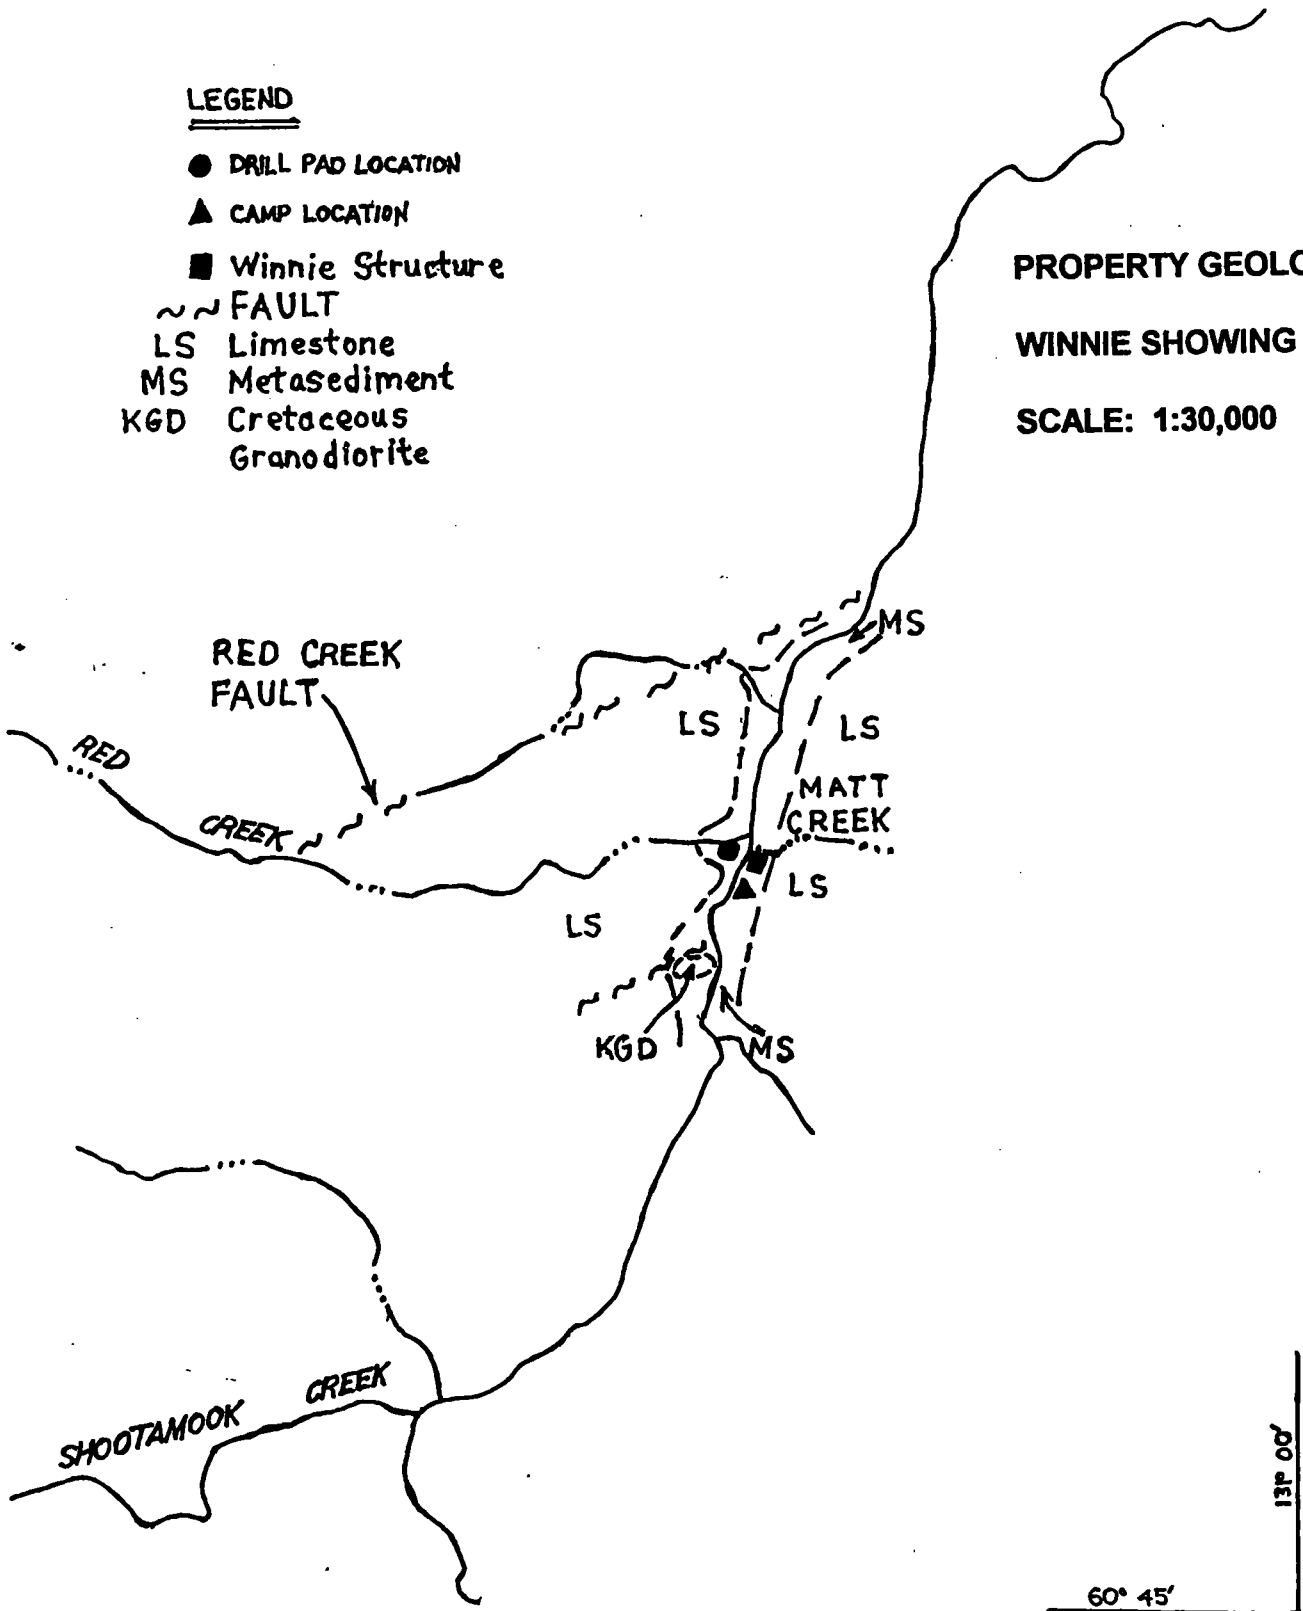 LEGEND
DRILL PAD LOCATION
CAMP LOCATION
Winnie Structure
FAULT
LS Limestone
MS Metasediment
KGD Cretaceous
Granodiorite
PROPERTY GEOLO
WINNIE SHOWING
SCALE: 1:30,000
MS
RED CREEK
FAULT
LS
LS
RED
CREEK
MATT
CREEK
LS
LS
KGD
MS
SHOOTAMOOK CREEK
131° 00'
60° 45'